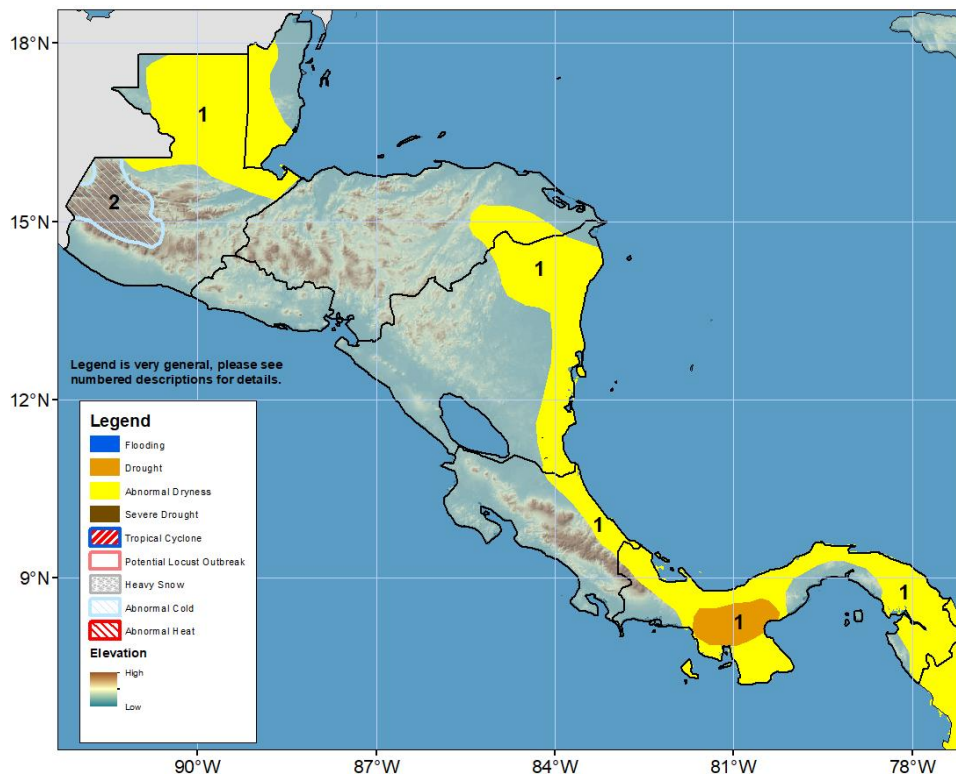 18°N
1
2
15°N
1
Legend is very general, please see
numbered descriptions for details.
12°N
Legend
Flooding
Drought
Abnormal Dryness
Severe Drought
Tropical Cyclone
Potential Locust Outbreak
Heavy Snow
Abnormal Cold
Abnormal Heat
Elevation
High
Low
1
9°N
1
1
90°W
87°W
84°W
81°W
78°W